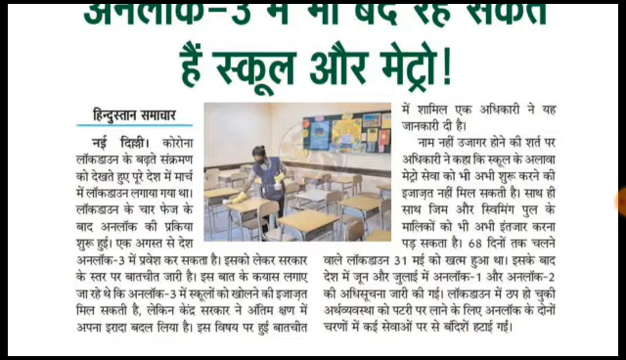 अनलॉक-3 में भी बंद रह सकते
हैं स्कूल और मेट्रो!
हिन्दुस्तान समाचार
नई दिल्ली। कोरोना
लॉकडाउन के बढ़ते संक्रमण
को देखते हुए पूरे देश में मार्च
में लॉकडाउन लगाया गया था।
लॉकडाउन के चार फेज के
बाद अनलॉक की प्रकिया
शुरू हुई। एक अगस्त से देश
अनलॉक-3 में प्रवेश कर सकता है। इसको लेकर सरकार
के स्तर पर बातचीत जारी है। इस बात के कयास लगाए
जा रहे थे कि अनलॉक-3 में स्कूलों को खोलने की इजाज़त
मिल सकती है, लेकिन केंद्र सरकार ने अंतिम क्षण में
अपना इरादा बदल लिया है। इस विषय पर हुई बातचीत
में शामिल एक अधिकारी ने यह
जानकारी दी है।
नाम नहीं उजागर होने की शर्त पर
अधिकारी ने कहा कि स्कूल के अलावा
मेट्रो सेवा को भी अभी शुरू करने की
इजाज़त नहीं मिल सकती है। साथ ही
साथ जिम और स्विमिंग पुल के
मालिकों को भी अभी इंतजार करना
पड़ सकता है। 68 दिनों तक चलने
वाले लॉकडाउन 31 मई को खत्म हुआ था। इसके बाद
देश में जून और जुलाई में अनलॉक-1 और अनलॉक-2
की अधिसूचना जारी की गई। लॉकडाउन में ठप हो चुकी
अर्थव्यवस्था को पटरी पर लाने के लिए अनलॉक के दोनों
चरणों में कई सेवाओं पर से बंदिशें हटाई गईं।